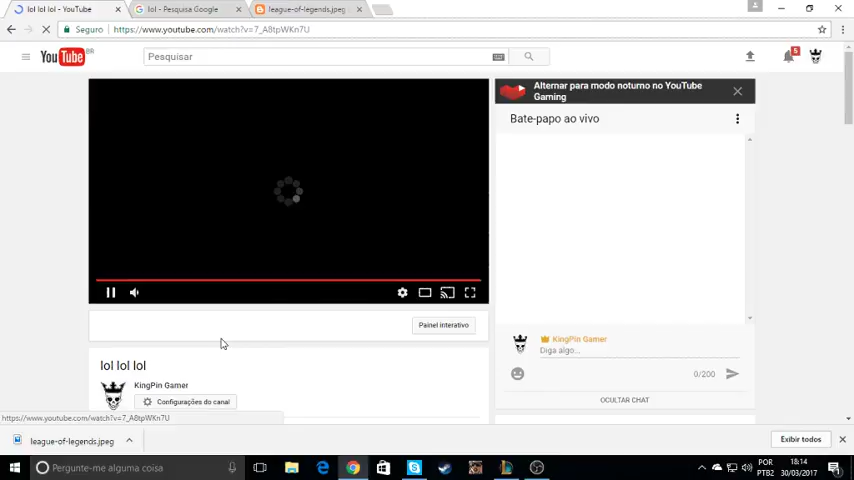 lol lol lol - YouTube
lol - Pesquisa Google
league-of-legends.jpeg
Seguro
https://www.youtube.com/watch?v=7_A8tpWKn7U
YouTube BR
Pesquisar
5
Alternar para modo noturno no YouTube
Gaming
Bate-papo ao vivo
Painel interativo
lol lol lol
KingPin Gamer
Configurações do canal
KingPin Gamer
Diga algo...
0/200
OCULTAR CHAT
https://www.youtube.com/watch?v=7_A8tpWKn7U
league-of-legends.jpeg
Exibir todos
Pergunte-me alguma coisa
POR
PTB2
18:14
30/03/2017